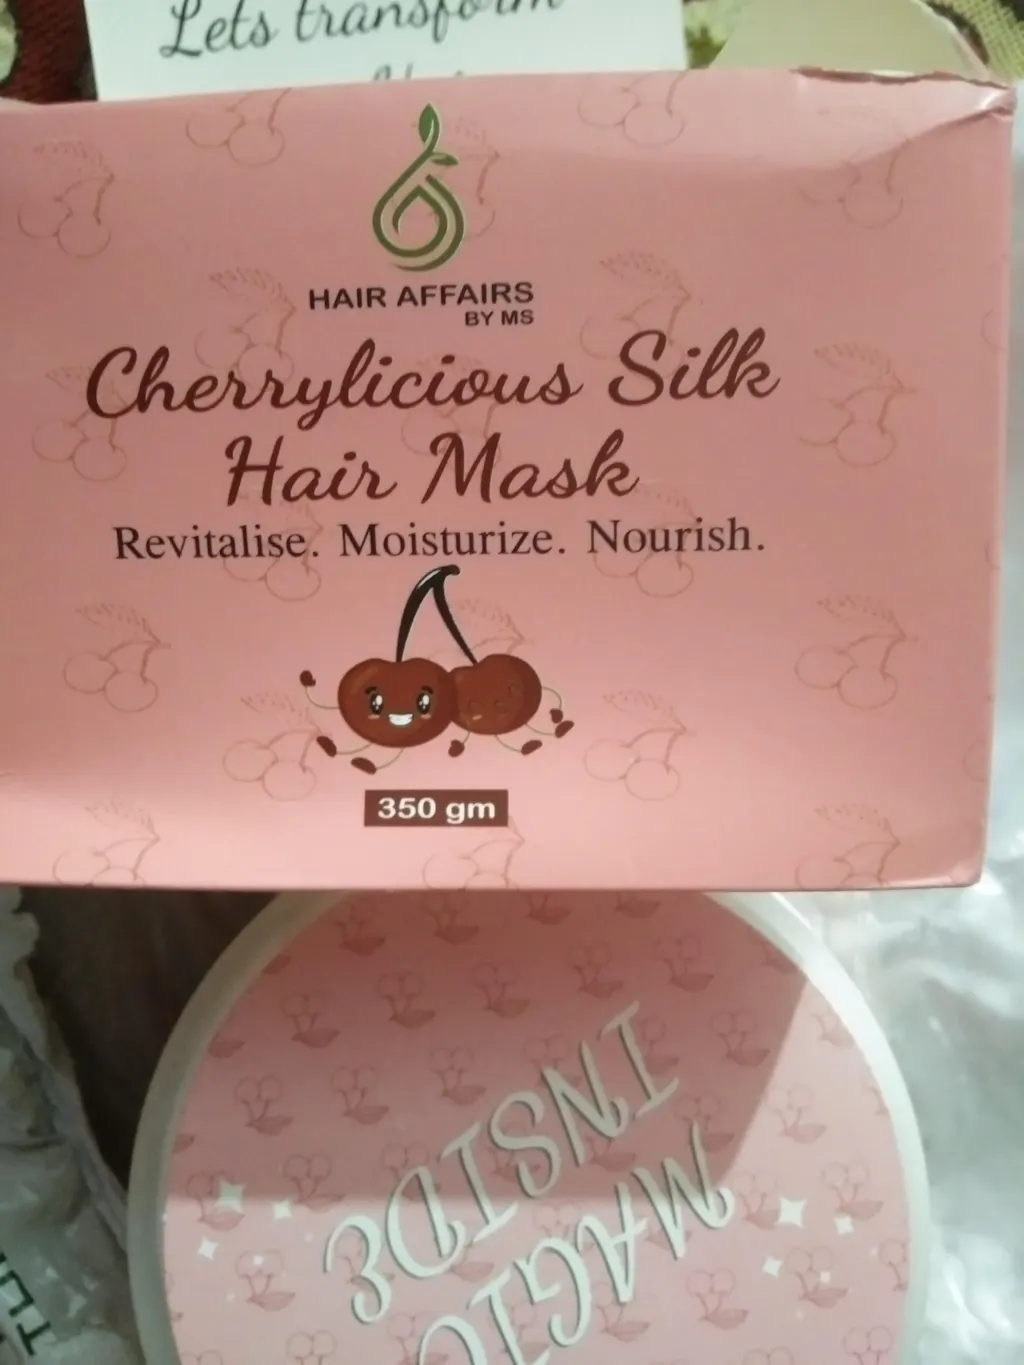 Lets transform
HAIR AFFAIRS
BY MS
Cherrylicious Silk
Hair Mask
Revitalise. Moisturize. Nourish.
350 gm
MAGIC
INSIDE